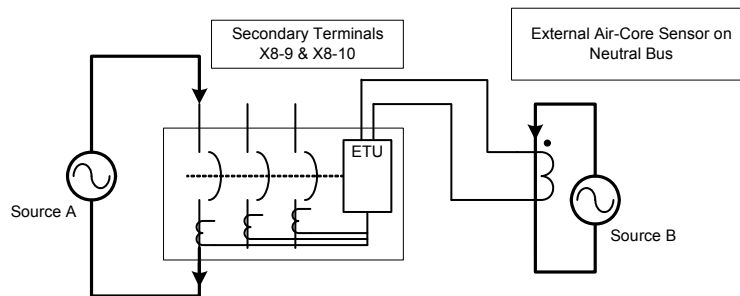 Secondary Terminals
X8-9 & X8-10
External Air-Core Sensor on
Neutral Bus
ETU
Source A
Source B